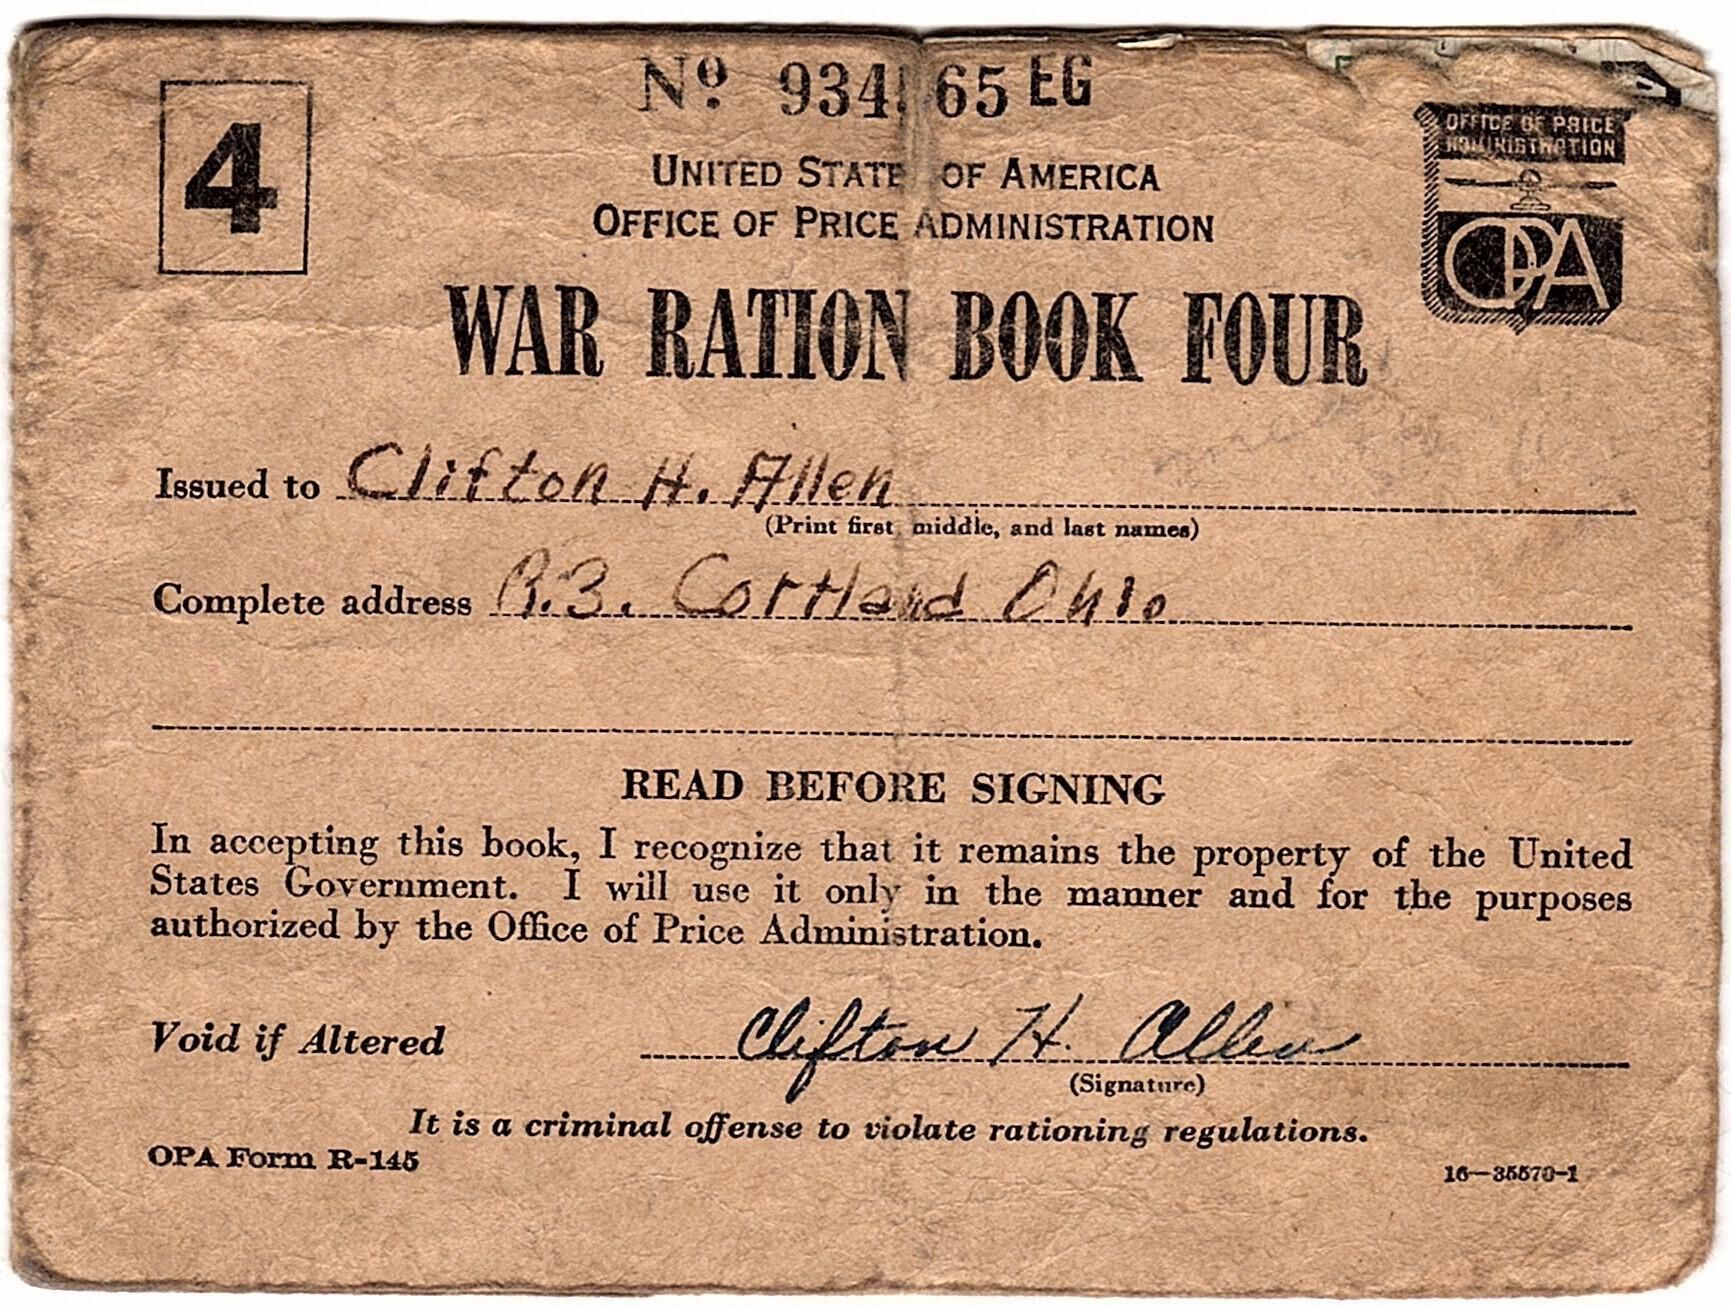 4
Nº 934 65 EG
OFFICE OF PRICE
ADMINISTRATION
OPA
UNITED STATE OF AMERICA
OFFICE OF PRICE ADMINISTRATION
WAR RATION BOOK FOUR
Issued to Clifton H. Allen
(Print first, middle, and last names)
Complete address R.3. Cortland Ohio
READ BEFORE SIGNING
In accepting this book, I recognize that it remains the property of the United
States Government. I will use it only in the manner and for the purposes
authorized by the Office of Price Administration.
Void if Altered Clifton H. Allen
(Signature)
It is a criminal offense to violate rationing regulations.
OPA Form R-145
16—35570-1